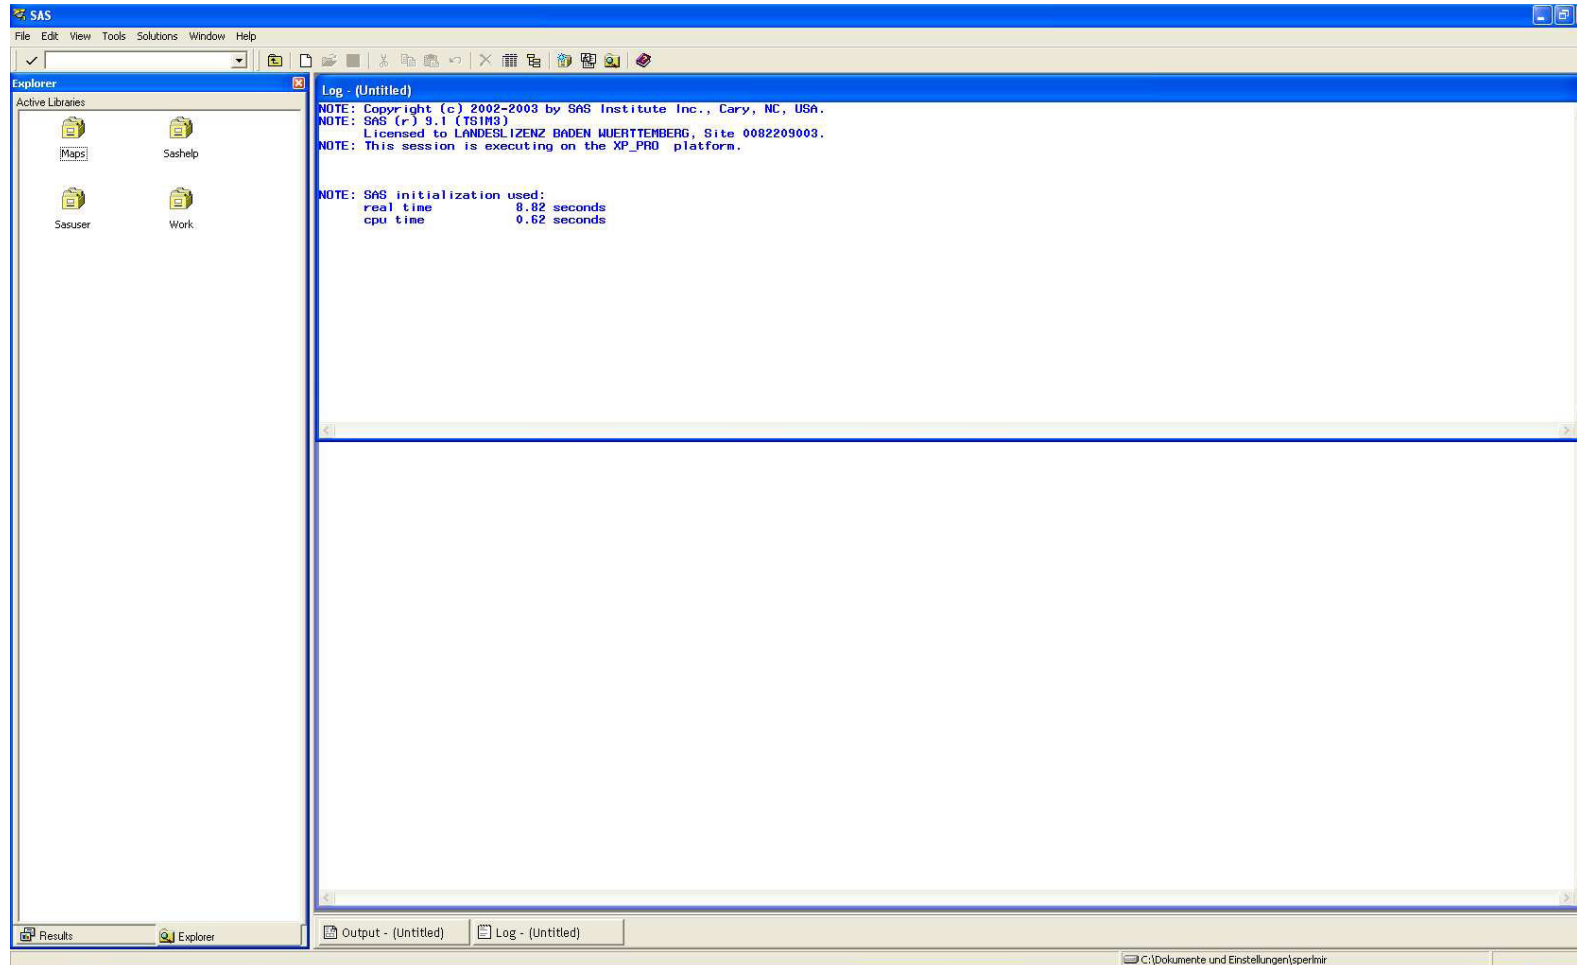 SAS
File Edit View Tools Solutions Window Help
Explorer
Active Libraries
Maps
Sashelp
Sasuser
Work
Results
Explorer
Log - (Untitled)
NOTE: Copyright (c) 2002-2003 by SAS Institute Inc., Cary, NC, USA.
NOTE: SAS (r) 9.1 (TS1M3)
Licensed to LANDESLIZENZ BADEN WUERTTEMBERG, Site 0082209003.
NOTE: This session is executing on the XP_PRO platform.
NOTE: SAS initialization used:
real time 8.82 seconds
cpu time 0.62 seconds
Output - (Untitled)
Log - (Untitled)
C:\Dokumente und Einstellungen\sperlmir